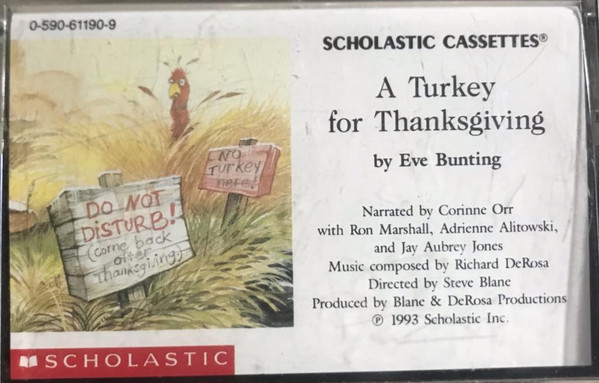 0-590-61190-9
SCHOLASTIC CASSETTES®
A Turkey
for Thanksgiving
by Eve Bunting
NO
TURKEY
here!
DO NOT
DISTURB!
(come back
after
Thanksgiving)
Narrated by Corinne Orr
with Ron Marshall, Adrienne Alitowski,
and Jay Aubrey Jones
Music composed by Richard DeRosa
Directed by Steve Blane
Produced by Blane & DeRosa Productions
℗ 1993 Scholastic Inc.
SCHOLASTIC